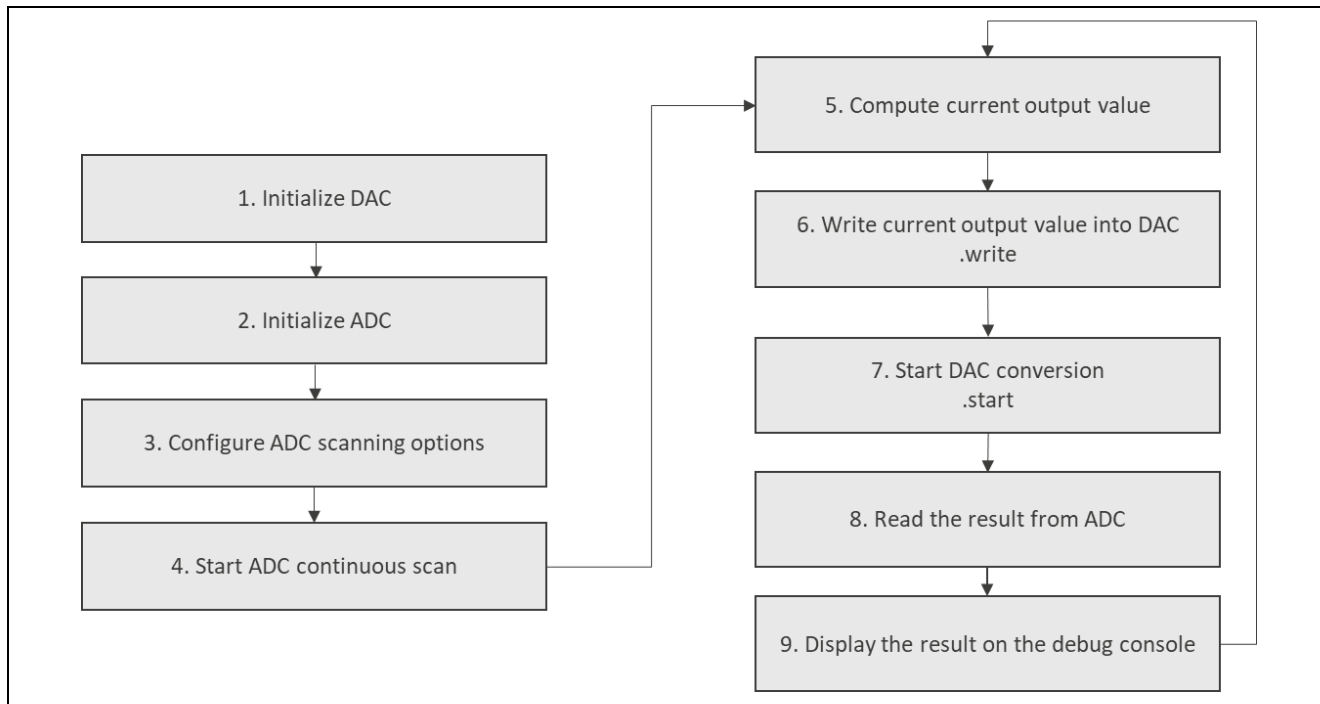 1. Initialize DAC
2. Initialize ADC
3. Configure ADC scanning options
4. Start ADC continuous scan
5. Compute current output value
6. Write current output value into DAC
.write
7. Start DAC conversion
.start
8. Read the result from ADC
9. Display the result on the debug console